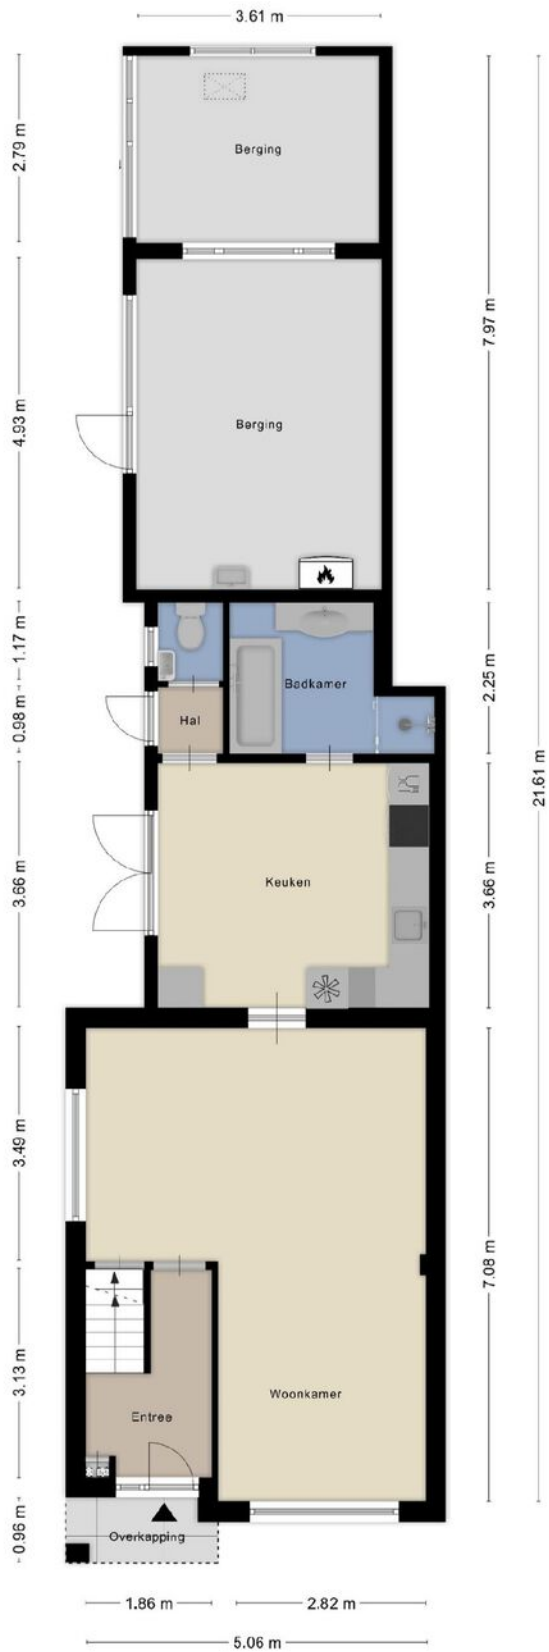 3.61 m
2.79 m
Berging
4.93 m
7.97 m
Berging
1.17 m
0.98 m
Badkamer
Hal
2.25 m
21.61 m
3.66 m
Keuken
3.66 m
3.49 m
7.08 m
3.13 m
Woonkamer
Entree
0.96 m
Overkapping
1.86 m
2.82 m
5.06 m